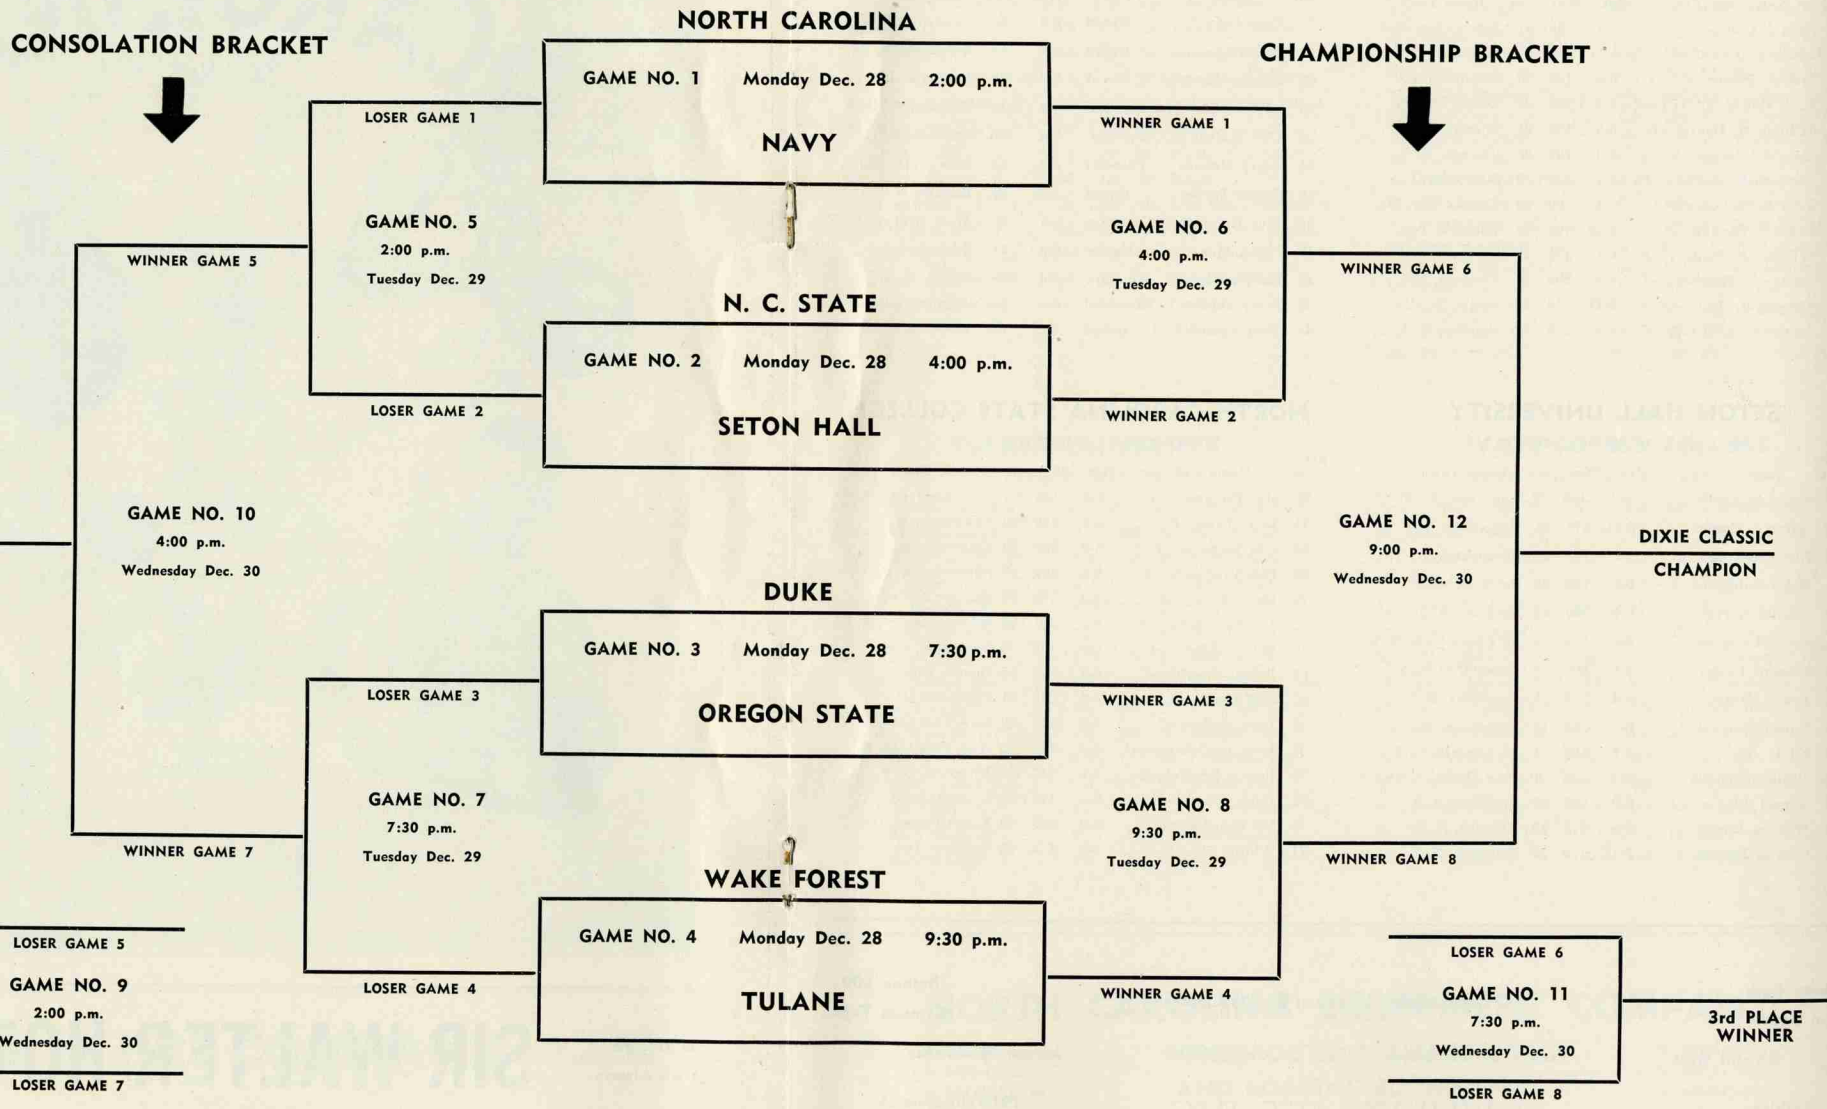 NORTH CAROLINA
CONSOLATION BRACKET
CHAMPIONSHIP BRACKET
GAME NO. 1 Monday Dec. 28 2:00 p.m.
NAVY
LOSER GAME 1
WINNER GAME 1
GAME NO. 5
2:00 p.m.
Tuesday Dec. 29
GAME NO. 6
4:00 p.m.
Tuesday Dec. 29
WINNER GAME 5
WINNER GAME 6
N. C. STATE
GAME NO. 2 Monday Dec. 28 4:00 p.m.
SETON HALL
LOSER GAME 2
WINNER GAME 2
GAME NO. 10
4:00 p.m.
Wednesday Dec. 30
GAME NO. 12
9:00 p.m.
Wednesday Dec. 30
DIXIE CLASSIC
CHAMPION
DUKE
GAME NO. 3 Monday Dec. 28 7:30 p.m.
OREGON STATE
LOSER GAME 3
WINNER GAME 3
GAME NO. 7
7:30 p.m.
Tuesday Dec. 29
GAME NO. 8
9:30 p.m.
Tuesday Dec. 29
WINNER GAME 7
WINNER GAME 8
WAKE FOREST
GAME NO. 4 Monday Dec. 28 9:30 p.m.
TULANE
LOSER GAME 4
WINNER GAME 4
LOSER GAME 5
GAME NO. 9
2:00 p.m.
Wednesday Dec. 30
LOSER GAME 7
LOSER GAME 6
GAME NO. 11
7:30 p.m.
Wednesday Dec. 30
LOSER GAME 8
3rd PLACE
WINNER